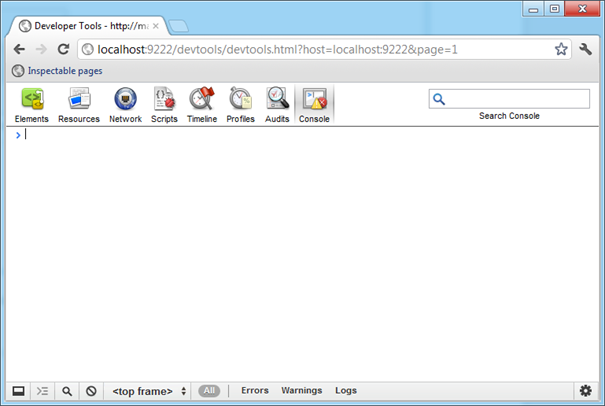 Developer Tools - http://ma
localhost:9222/devtools/devtools.html?host=localhost:9222&page=1
Inspectable pages
Elements Resources Network Scripts Timeline Profiles Audits Console
Search Console
<top frame> All Errors Warnings Logs